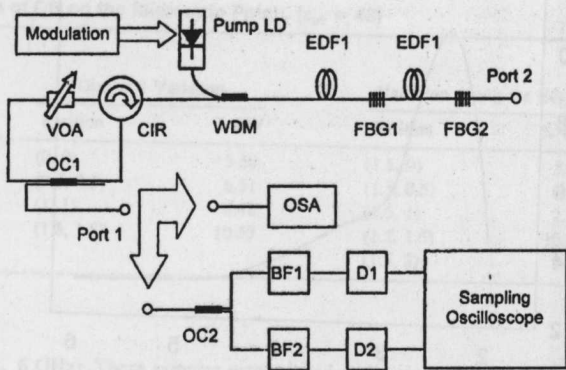 Modulation
Pump LD
EDF1 EDF1
Port 2
VOA CIR WDM FBG1 FBG2
OC1
Port 1
OSA
BF1 D1
OC2
BF2 D2
Sampling
Oscilloscope